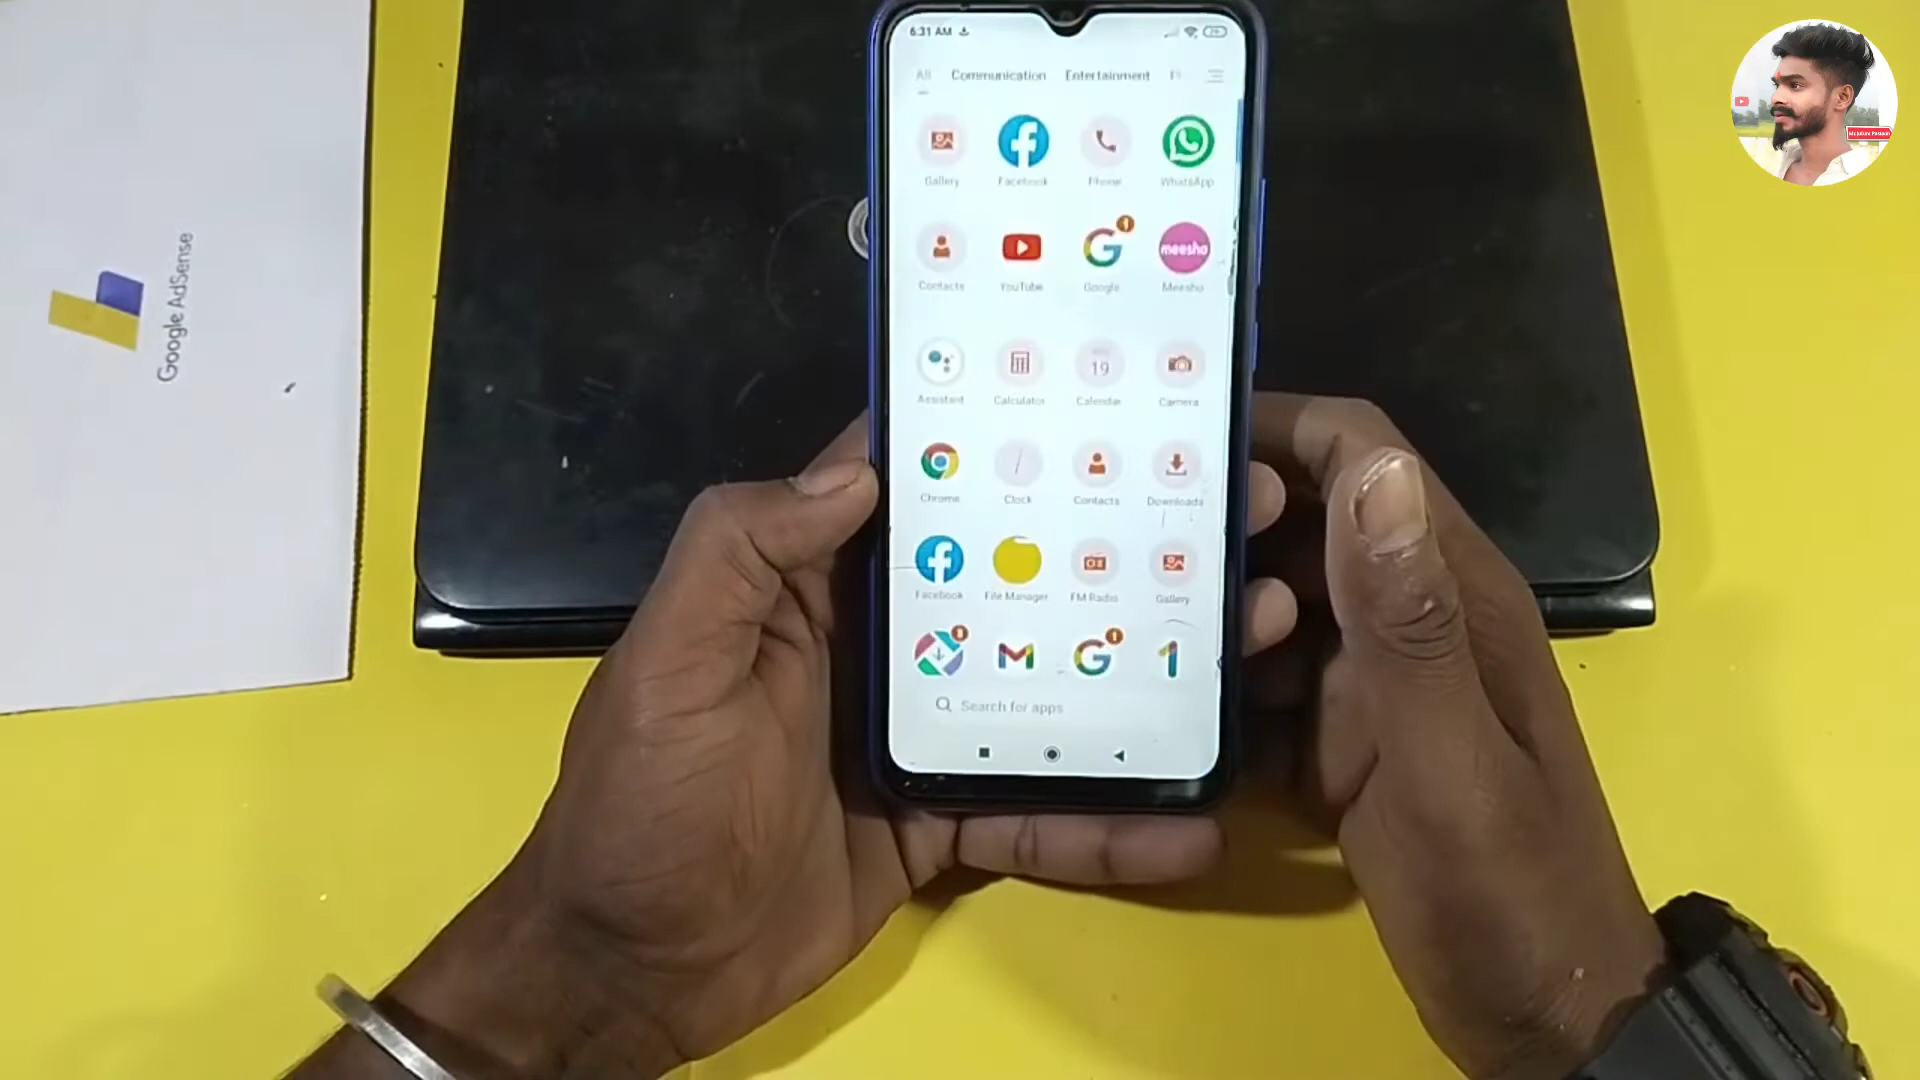 6:31 AM
All Communication Entertainment
Gallery Facebook Phone WhatsApp
meesho
Contacts YouTube Google Meesho
19
Assistant Calculator Calendar Camera
Chrome Clock Contacts Downloads
Facebook File Manager FM Radio Gallery
Search for apps
Google AdSense